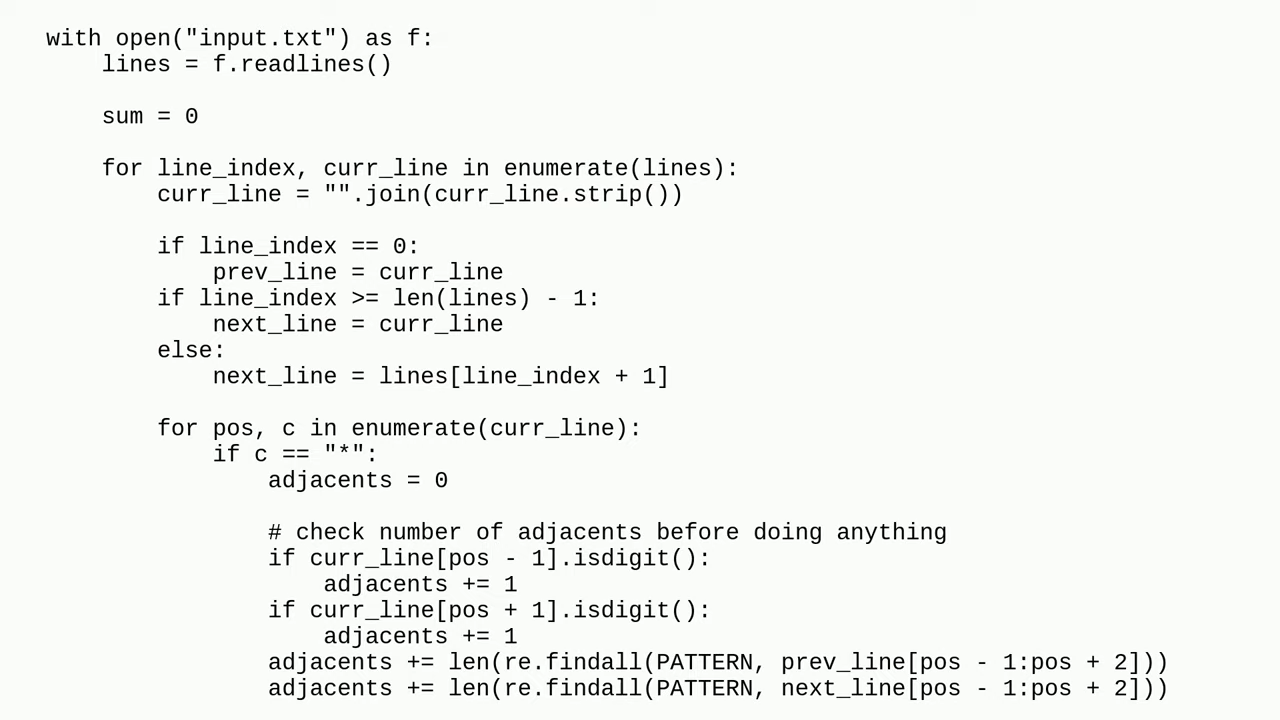 with open("input.txt") as f:
    lines = f.readlines()

    sum = 0

    for line_index, curr_line in enumerate(lines):
        curr_line = "".join(curr_line.strip())

        if line_index == 0:
            prev_line = curr_line
        if line_index >= len(lines) - 1:
            next_line = curr_line
        else:
            next_line = lines[line_index + 1]

        for pos, c in enumerate(curr_line):
            if c == "*":
                adjacents = 0

                # check number of adjacents before doing anything
                if curr_line[pos - 1].isdigit():
                    adjacents += 1
                if curr_line[pos + 1].isdigit():
                    adjacents += 1
                adjacents += len(re.findall(PATTERN, prev_line[pos - 1:pos + 2]))
                adjacents += len(re.findall(PATTERN, next_line[pos - 1:pos + 2]))